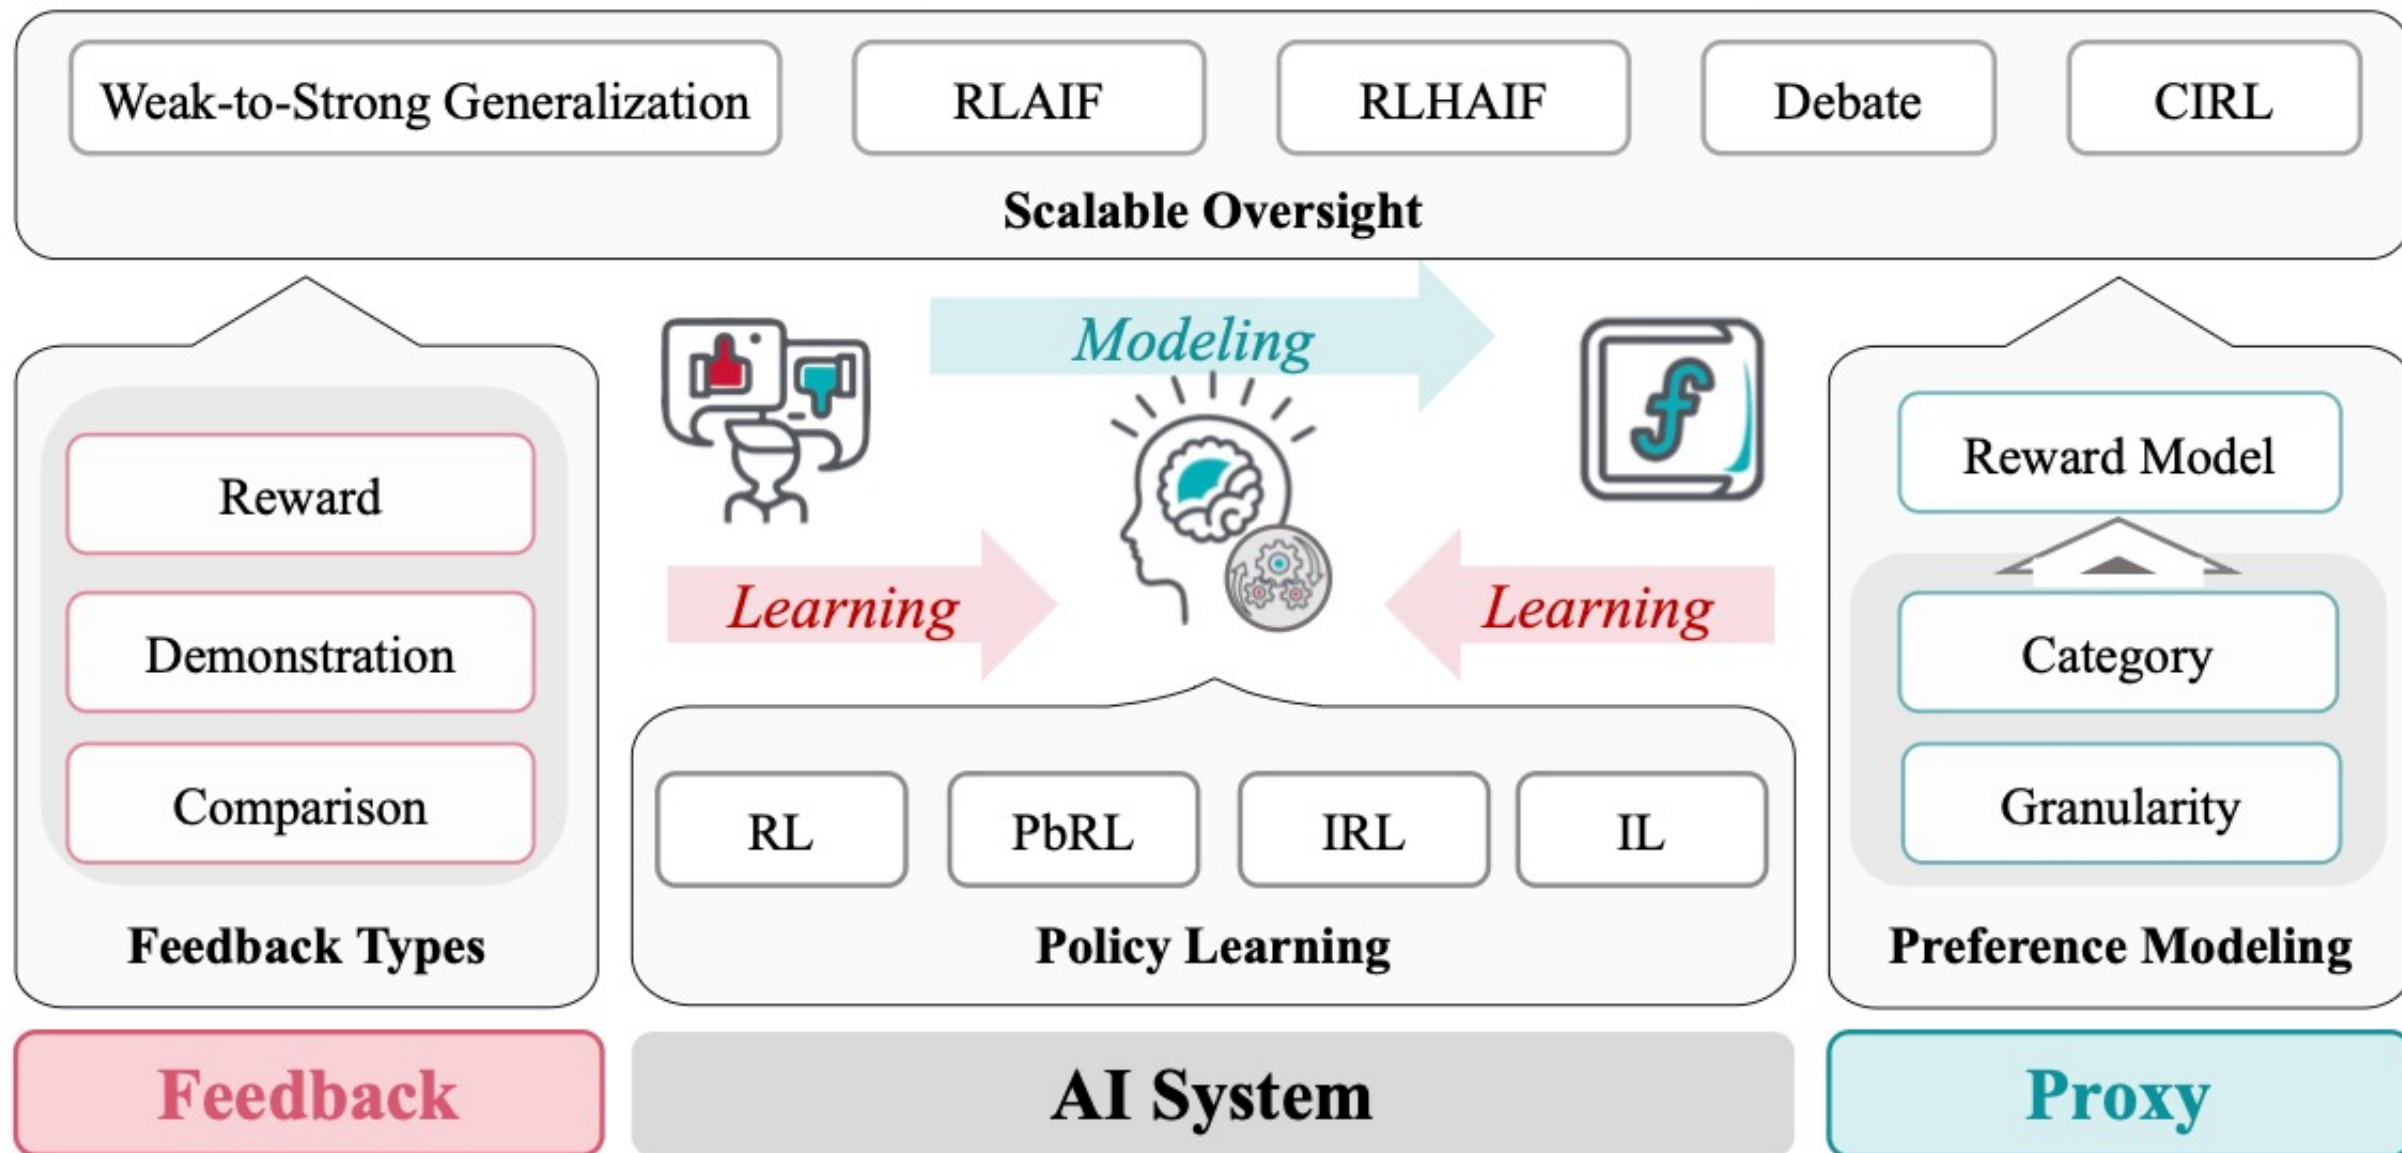 Weak-to-Strong Generalization
RLAIF
RLHAIF
Debate
CIRL
Scalable Oversight
Modeling
Learning
Learning
Reward
Demonstration
Comparison
Feedback Types
RL
PbRL
IRL
IL
Policy Learning
Reward Model
Category
Granularity
Preference Modeling
Feedback
AI System
Proxy